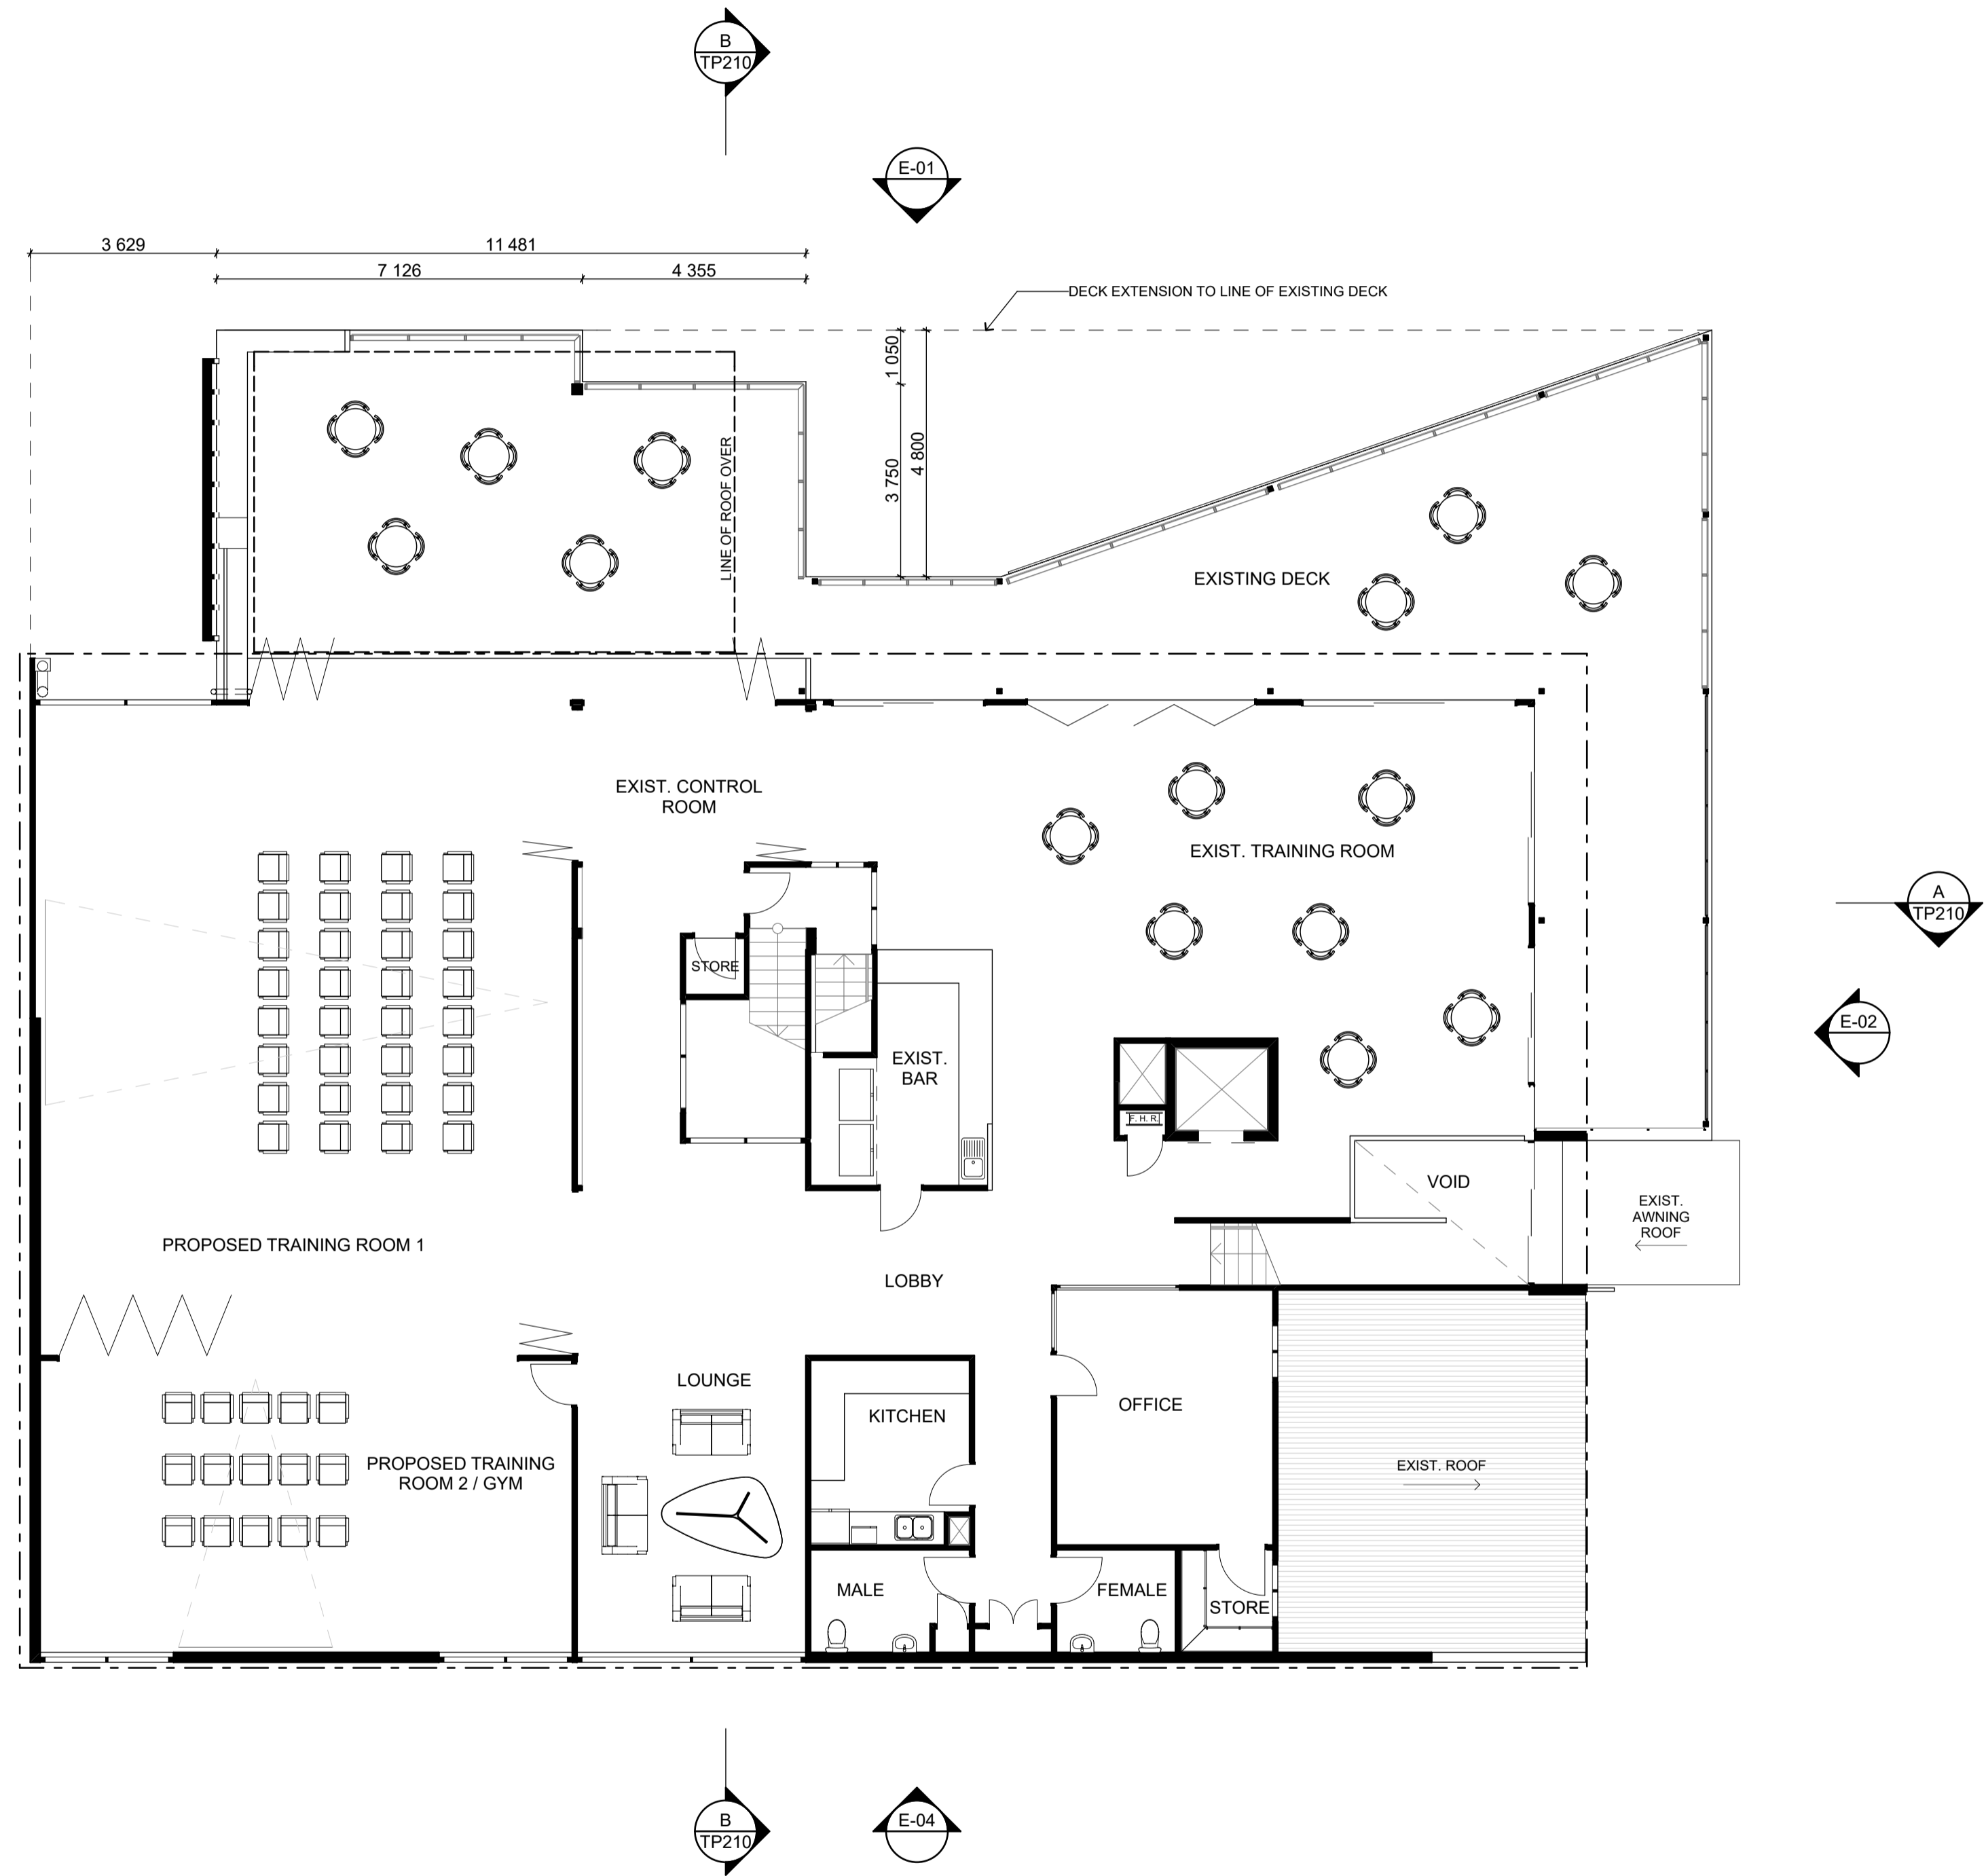 B
TP210
E-01
3 629
11 481
7 126
4 355
DECK EXTENSION TO LINE OF EXISTING DECK
1 050
3 750
4 800
LINE OF ROOF OVER
EXISTING DECK
EXIST. CONTROL
ROOM
EXIST. TRAINING ROOM
A
TP210
STORE
E-02
EXIST.
BAR
F. H. R.
VOID
EXIST.
AWNING
ROOF
PROPOSED TRAINING ROOM 1
LOBBY
LOUNGE
OFFICE
KITCHEN
PROPOSED TRAINING
ROOM 2 / GYM
EXIST. ROOF
MALE
FEMALE
STORE
B
TP210
E-04